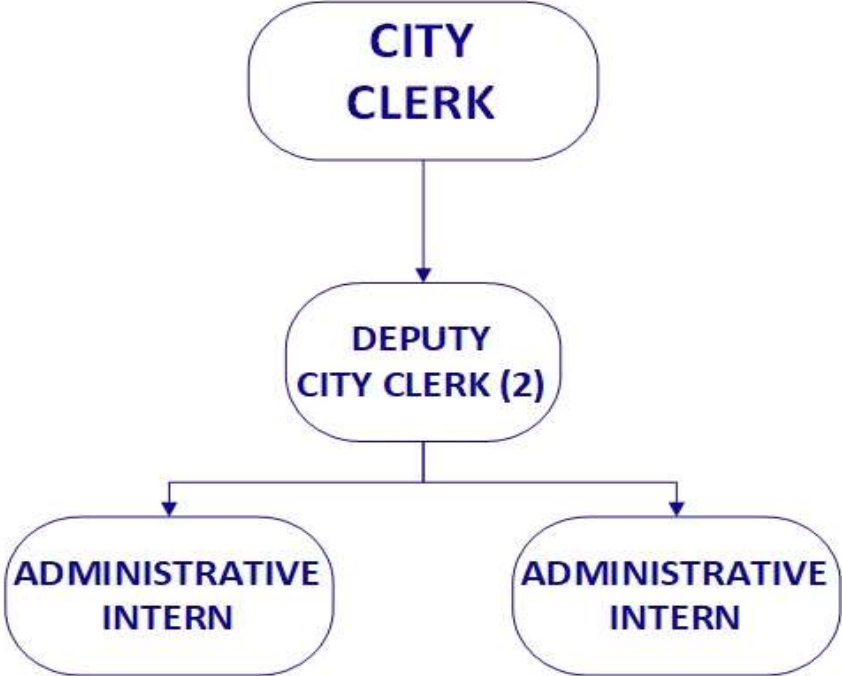 CITY
CLERK
DEPUTY
CITY CLERK (2)
ADMINISTRATIVE
INTERN
ADMINISTRATIVE
INTERN